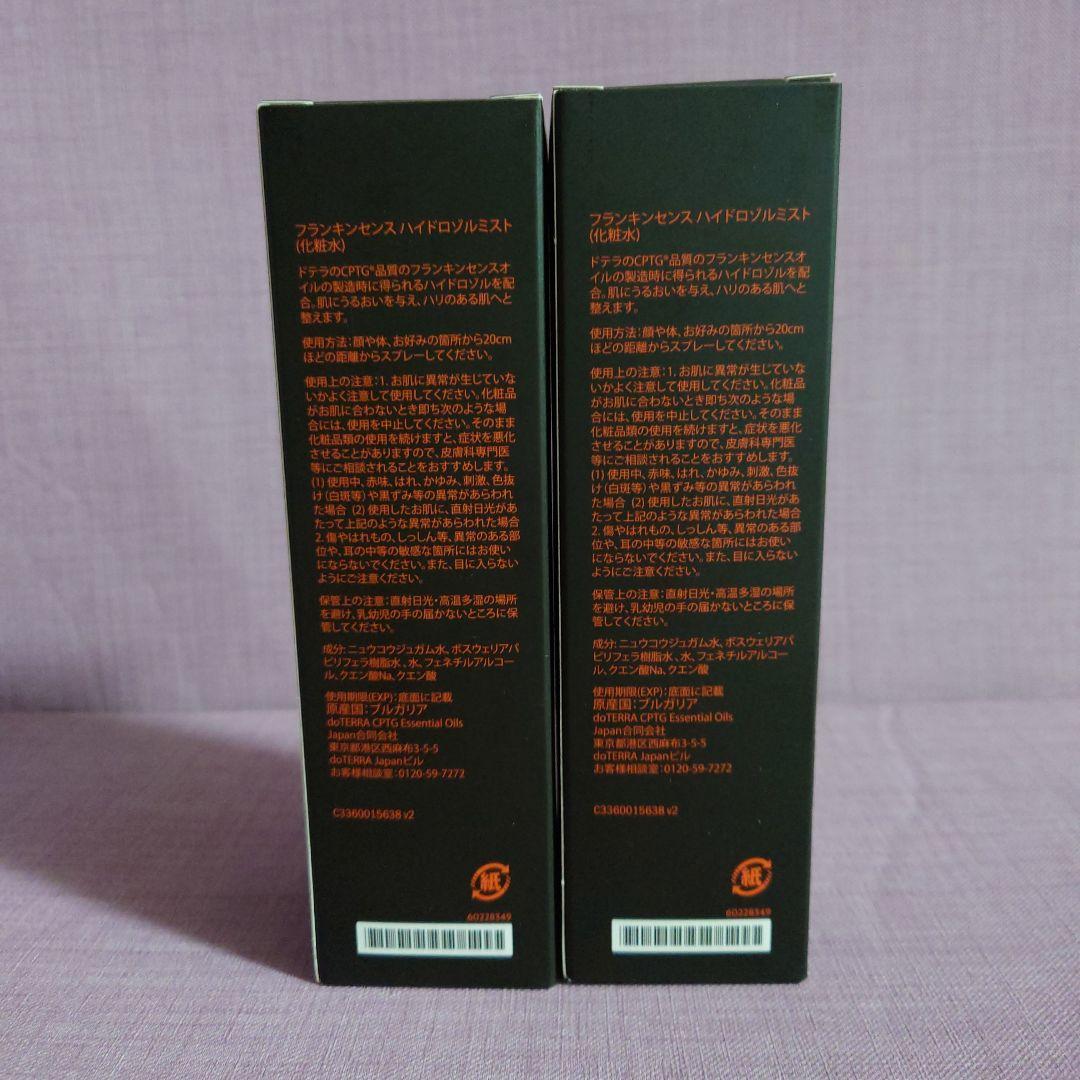 フランキンセンス ハイドロゾルミスト
(化粧水)
ドテラのCPTG®品質のフランキンセンスオ
イルの製造時に得られるハイドロゾルを配
合。肌にうるおいを与え、ハリのある肌へと
整えます。
使用方法：顔や体、お好みの箇所から20cm
ほどの距離からスプレーしてください。
使用上の注意：1. お肌に異常が生じていな
いかよく注意して使用してください。化粧品
がお肌に合わないとき即ち次のような場
合には、使用を中止してください。そのまま
化粧品類の使用を続けますと、症状を悪化
させることがありますので、皮膚科専門医
等にご相談されることをおすすめします。
(1) 使用中、赤味、はれ、かゆみ、刺激、色抜
け（白斑等）や黒ずみ等の異常があらわれ
た場合 (2) 使用したお肌に、直射日光があ
たって上記のような異常があらわれた場合
2. 傷やはれもの、しっしん等、異常のある部
位や、耳の中等の敏感な箇所にはお使い
にならないでください。また、目に入らない
ようにご注意ください。
保管上の注意：直射日光・高温多湿の場所
を避け、乳幼児の手の届かないところに保
管してください。
成分: ニュウコウジュガム水、ボスウェリアパ
ピリフェラ樹脂水、水、フェネチルアルコー
ル、クエン酸Na、クエン酸
使用期限(EXP)：底面に記載
原産国：ブルガリア
doTERRA CPTG Essential Oils
Japan合同会社
東京都港区西麻布3-5-5
doTERRA Japanビル
お客様相談室：0120-59-7272
C3360015638 v2
紙
60228349
フランキンセンス ハイドロゾルミスト
(化粧水)
ドテラのCPTG®品質のフランキンセンスオ
イルの製造時に得られるハイドロゾルを配
合。肌にうるおいを与え、ハリのある肌へと
整えます。
使用方法：顔や体、お好みの箇所から20cm
ほどの距離からスプレーしてください。
使用上の注意：1. お肌に異常が生じていな
いかよく注意して使用してください。化粧品
がお肌に合わないとき即ち次のような場
合には、使用を中止してください。そのまま
化粧品類の使用を続けますと、症状を悪化
させることがありますので、皮膚科専門医
等にご相談されることをおすすめします。
(1) 使用中、赤味、はれ、かゆみ、刺激、色抜
け（白斑等）や黒ずみ等の異常があらわれ
た場合 (2) 使用したお肌に、直射日光があ
たって上記のような異常があらわれた場合
2. 傷やはれもの、しっしん等、異常のある部
位や、耳の中等の敏感な箇所にはお使い
にならないでください。また、目に入らない
ようにご注意ください。
保管上の注意：直射日光・高温多湿の場所
を避け、乳幼児の手の届かないところに保
管してください。
成分: ニュウコウジュガム水、ボスウェリアパ
ピリフェラ樹脂水、水、フェネチルアルコー
ル、クエン酸Na、クエン酸
使用期限(EXP)：底面に記載
原産国：ブルガリア
doTERRA CPTG Essential Oils
Japan合同会社
東京都港区西麻布3-5-5
doTERRA Japanビル
お客様相談室：0120-59-7272
C3360015638 v2
紙
60228349